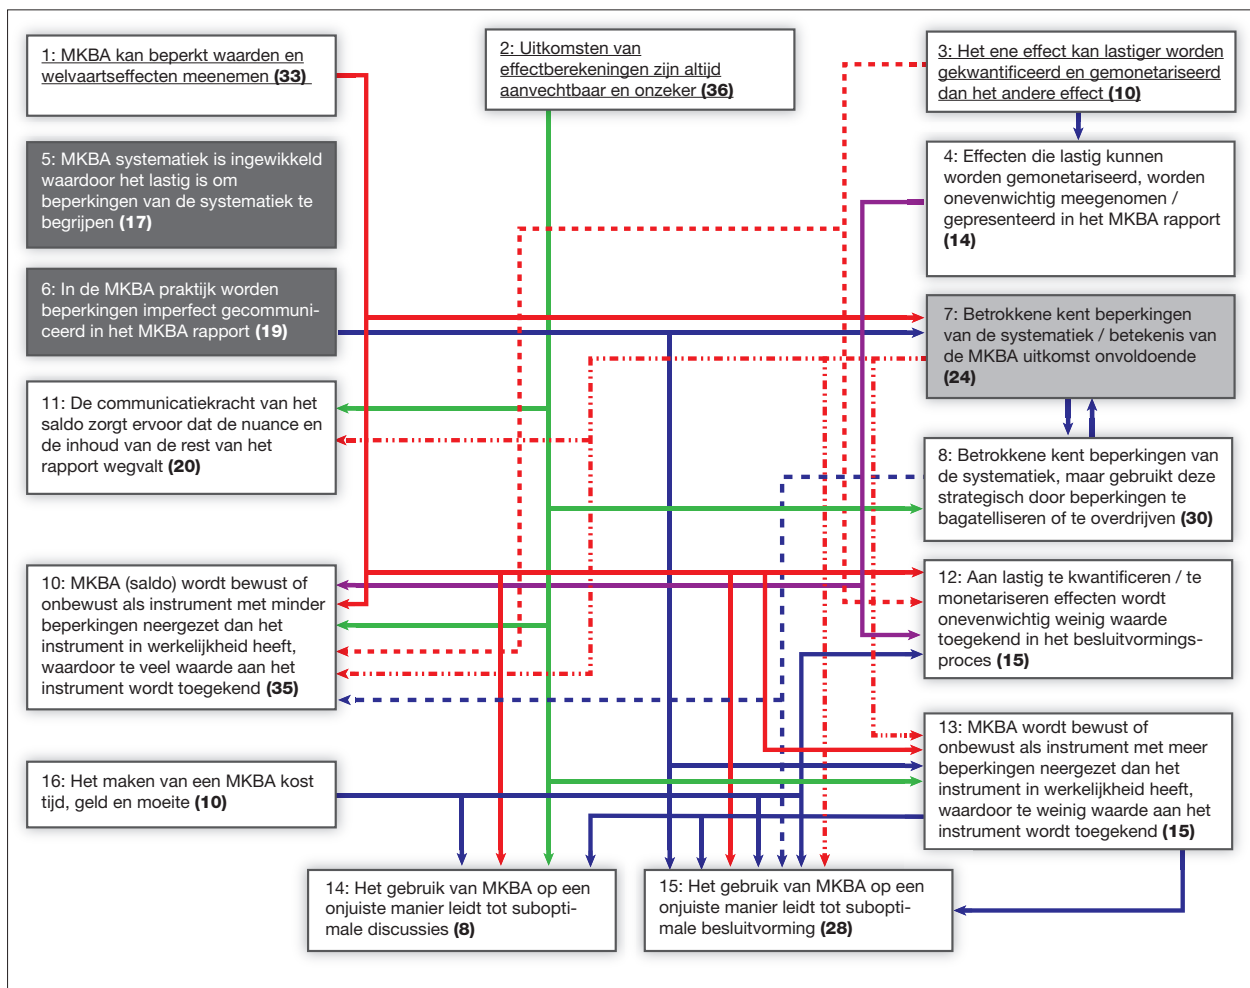 1: MKBA kan beperkt waarden en
welvaartseffecten meenemen (33)
2: Uitkomsten van
effectberekeningen zijn altijd
aanvechtbaar en onzeker (36)
3: Het ene effect kan lastiger worden
gekwantificeerd en gemonetariseerd
dan het andere effect (10)
5: MKBA systematiek is ingewikkeld
waardoor het lastig is om
beperkingen van de systematiek te
begrijpen (17)
4: Effecten die lastig kunnen
worden gemonetariseerd, worden
onevenwichtig meegenomen /
gepresenteerd in het MKBA rapport
(14)
6: In de MKBA praktijk worden
beperkingen imperfect gecommuni-
ceerd in het MKBA rapport (19)
7: Betrokkene kent beperkingen
van de systematiek / betekenis van
de MKBA uitkomst onvoldoende
(24)
11: De communicatiekracht van het
saldo zorgt ervoor dat de nuance en
de inhoud van de rest van het
rapport wegvalt (20)
8: Betrokkene kent beperkingen van
de systematiek, maar gebruikt deze
strategisch door beperkingen te
bagatelliseren of te overdrijven (30)
10: MKBA (saldo) wordt bewust of
onbewust als instrument met minder
beperkingen neergezet dan het
instrument in werkelijkheid heeft,
waardoor te veel waarde aan het
instrument wordt toegekend (35)
12: Aan lastig te kwantificeren / te
monetariseren effecten wordt
onevenwichtig weinig waarde
toegekend in het besluitvormings-
proces (15)
16: Het maken van een MKBA kost
tijd, geld en moeite (10)
13: MKBA wordt bewust of
onbewust als instrument met meer
beperkingen neergezet dan het
instrument in werkelijkheid heeft,
waardoor te weinig waarde aan het
instrument wordt toegekend (15)
14: Het gebruik van MKBA op een
onjuiste manier leidt tot subopti-
male discussies (8)
15: Het gebruik van MKBA op een
onjuiste manier leidt tot subopti-
male besluitvorming (28)